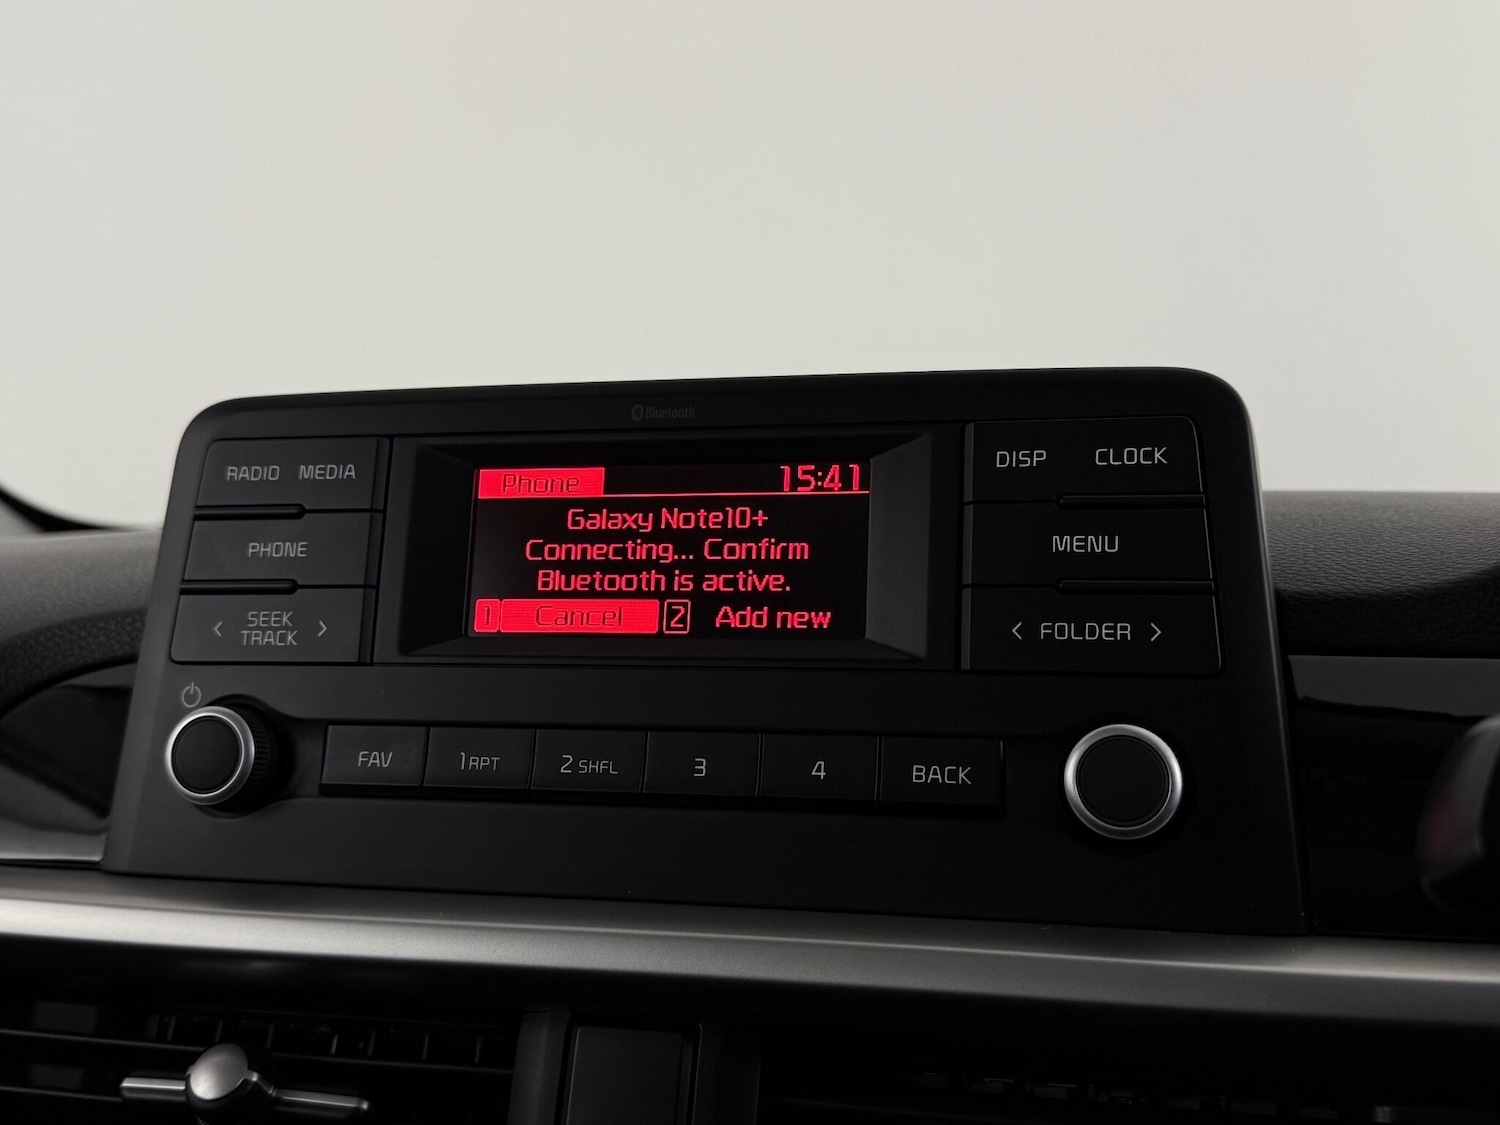 Bluetooth
RADIO MEDIA
PHONE
< SEEK TRACK >
Phone 15:41
Galaxy Note10+
Connecting... Confirm
Bluetooth is active.
1 Cancel 2 Add new
DISP CLOCK
MENU
< FOLDER >
FAV 1 RPT 2 SHFL 3 4 BACK